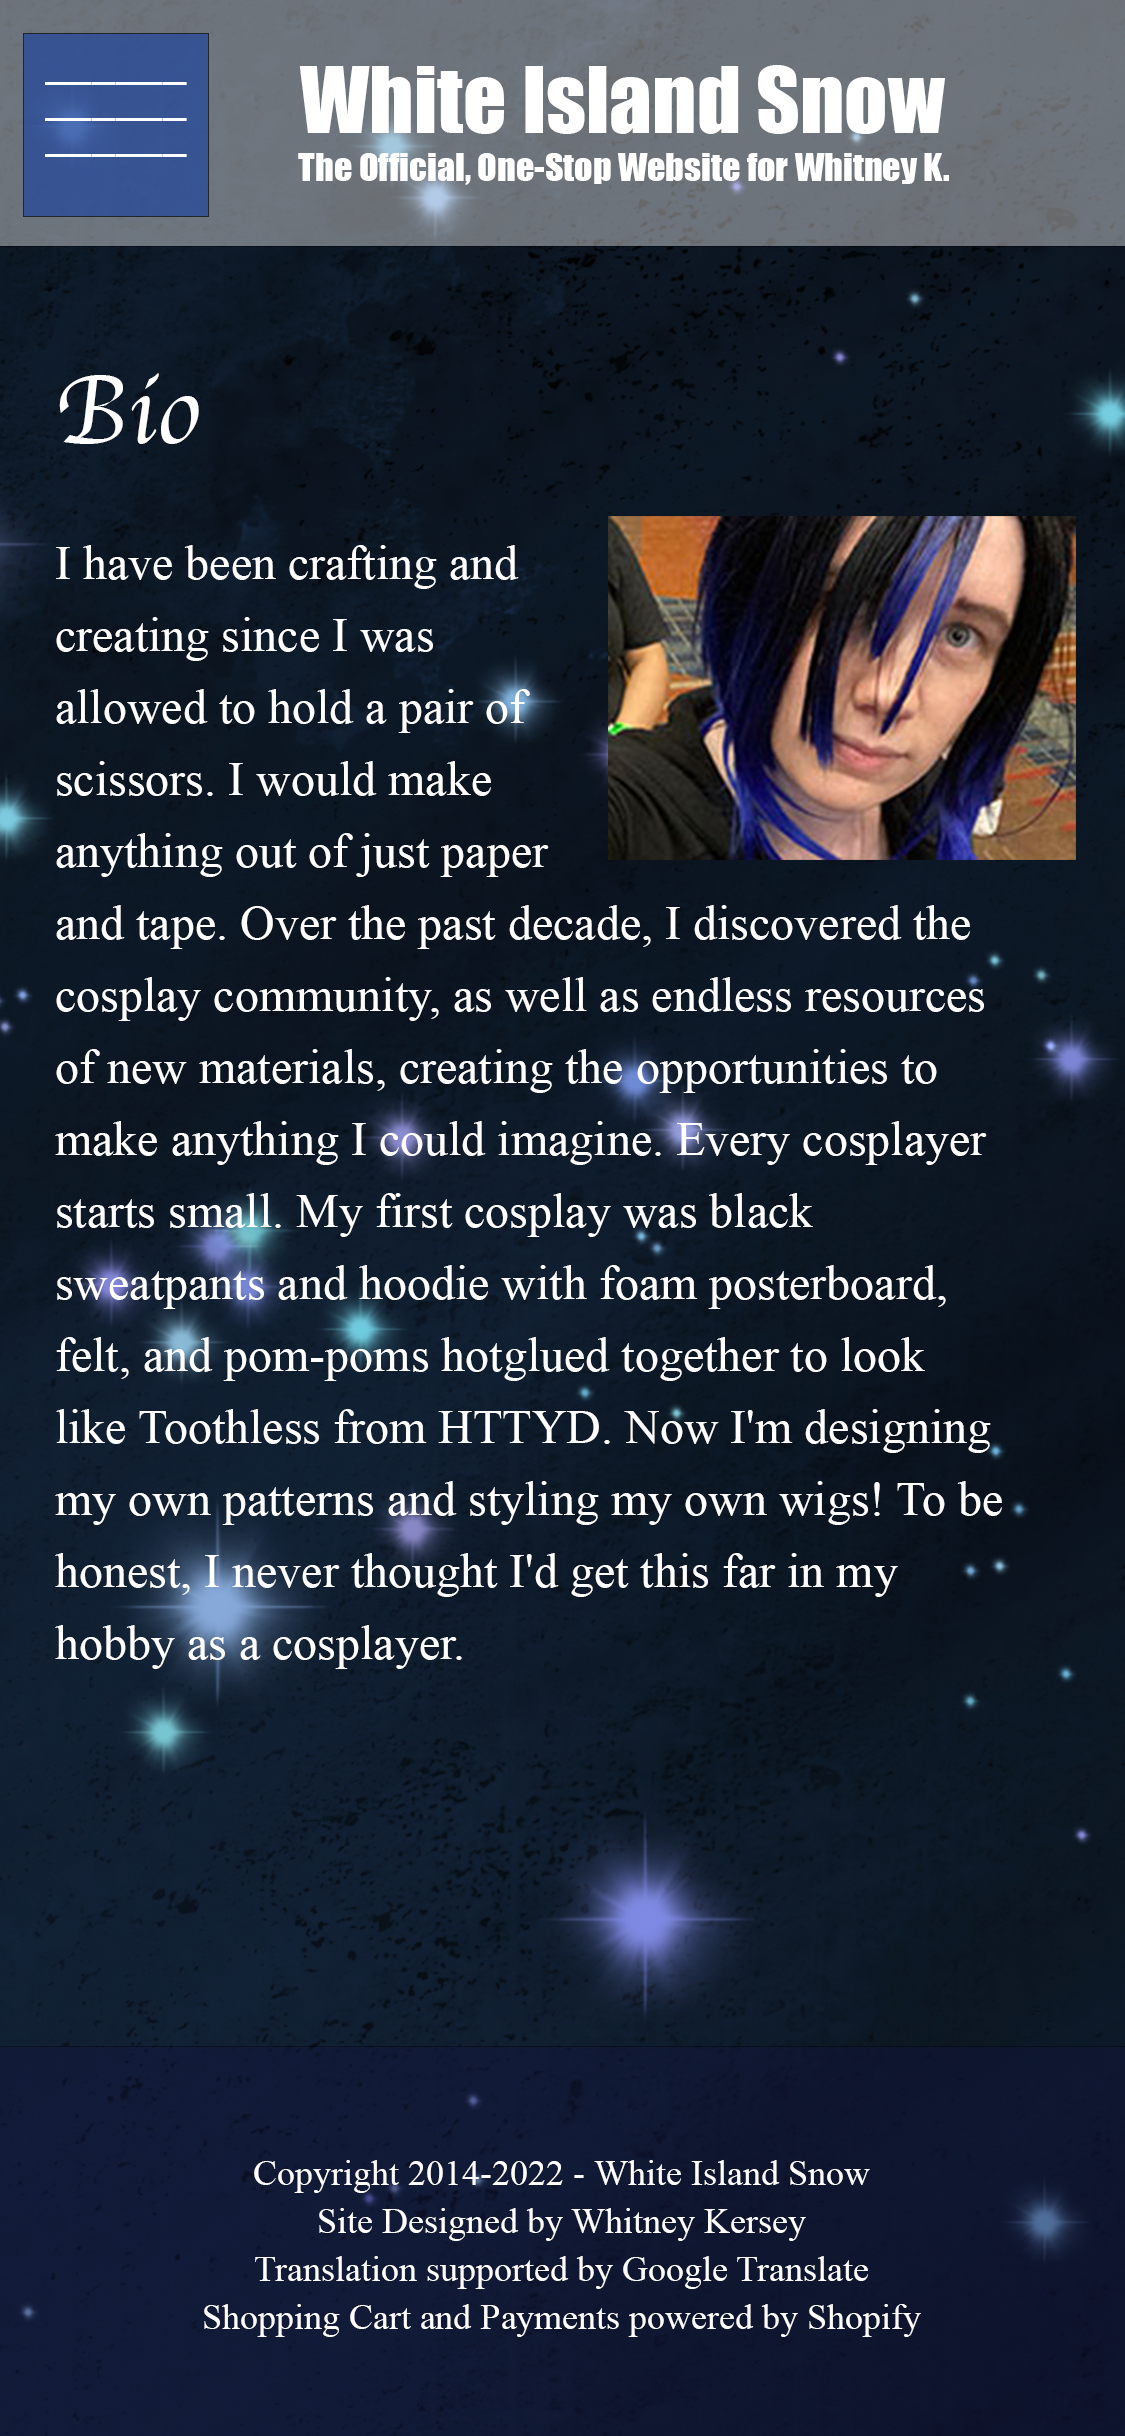 White Island Snow
The Official, One-Stop Website for Whitney K.
Bio
I have been crafting and
creating since I was
allowed to hold a pair of
scissors. I would make
anything out of just paper
and tape. Over the past decade, I discovered the
cosplay community, as well as endless resources
of new materials, creating the opportunities to
make anything I could imagine. Every cosplayer
starts small. My first cosplay was black
sweatpants and hoodie with foam posterboard,
felt, and pom-poms hotglued together to look
like Toothless from HTTYD. Now I'm designing
my own patterns and styling my own wigs! To be
honest, I never thought I'd get this far in my
hobby as a cosplayer.
Copyright 2014-2022 - White Island Snow
Site Designed by Whitney Kersey
Translation supported by Google Translate
Shopping Cart and Payments powered by Shopify